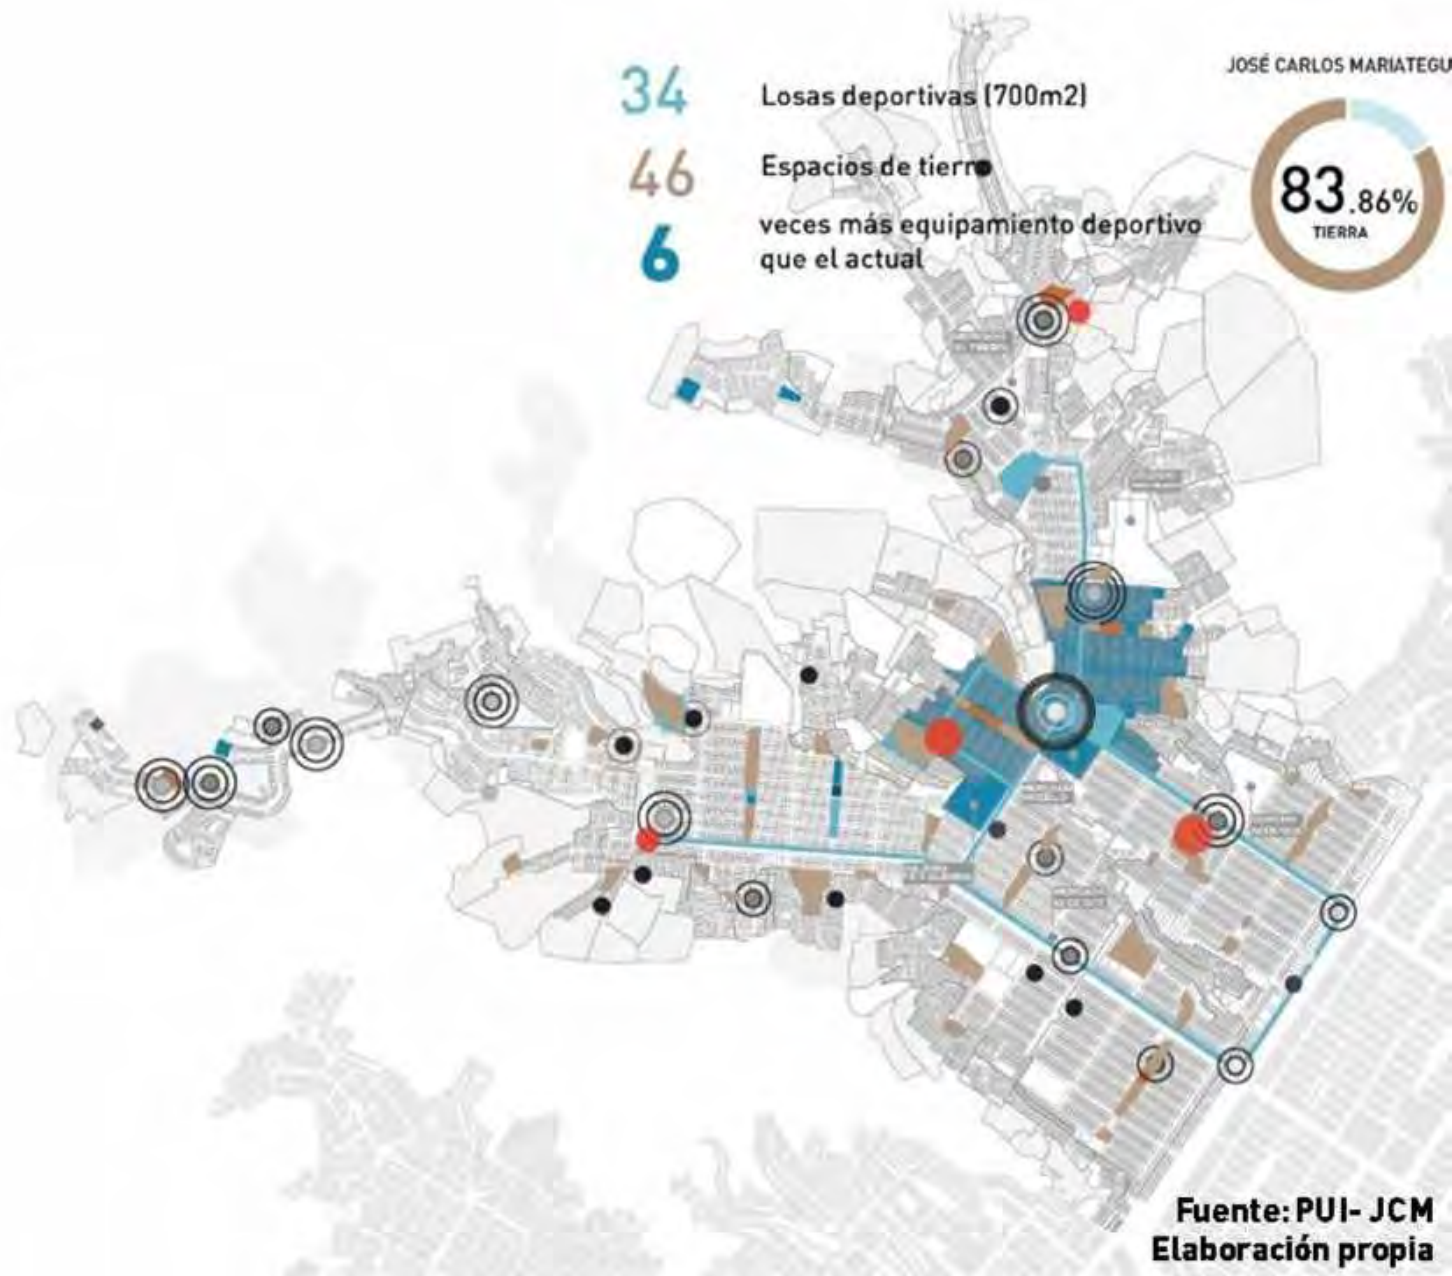 34 Losas deportivas (700m2)
46 Espacios de tierra
6 veces más equipamiento deportivo
que el actual
JOSÉ CARLOS MARIATEGU
83.86%
TIERRA
Fuente: PUI- JCM
Elaboración propia